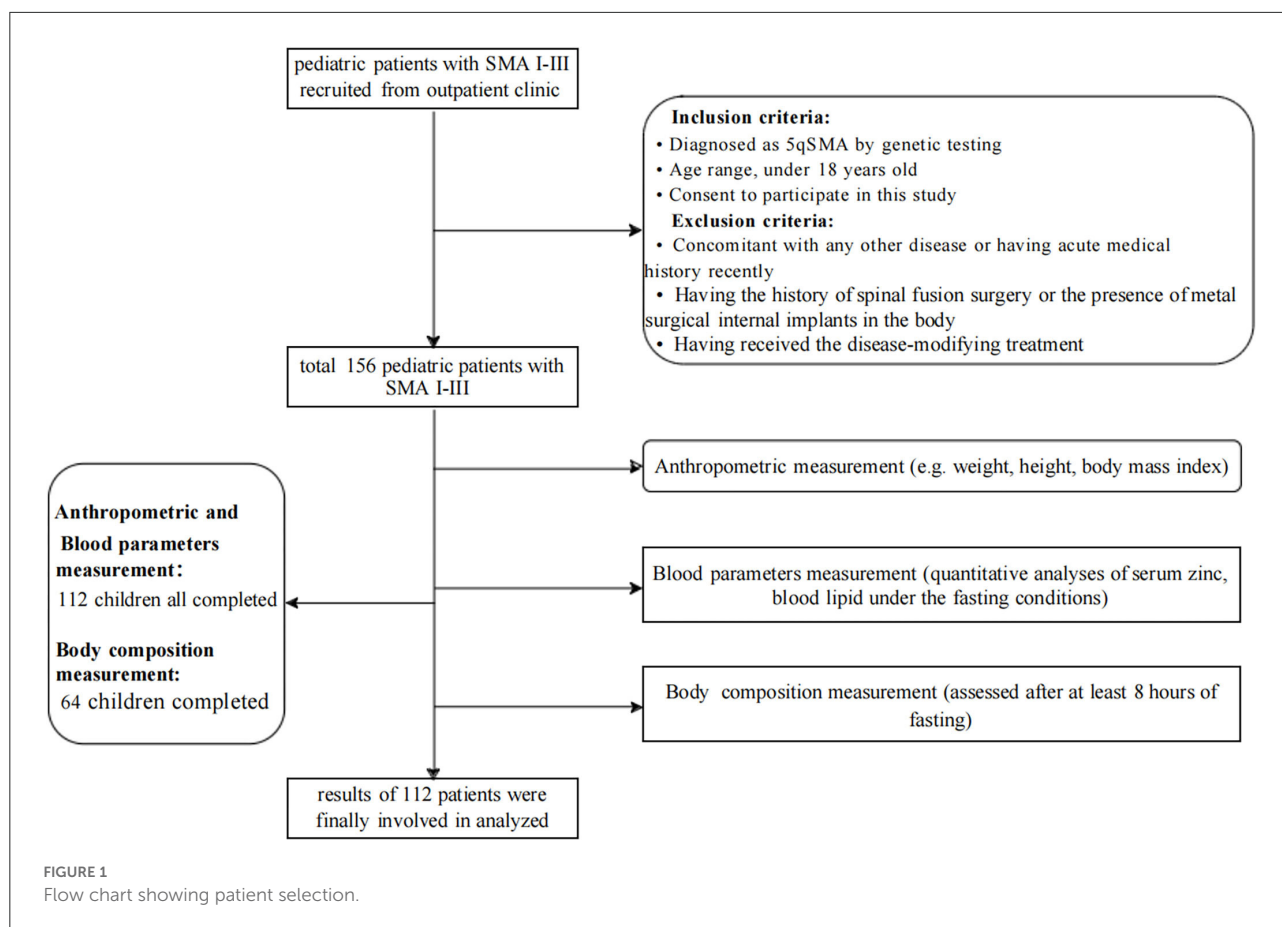 pediatric patients with SMA I-III
recruited from outpatient clinic
Inclusion criteria:
• Diagnosed as 5qSMA by genetic testing
• Age range, under 18 years old
• Consent to participate in this study
Exclusion criteria:
• Concomitant with any other disease or having acute medical
history recently
• Having the history of spinal fusion surgery or the presence of metal
surgical internal implants in the body
• Having received the disease-modifying treatment
total 156 pediatric patients with
SMA I-III
Anthropometric measurement (e.g. weight, height, body mass index)
Anthropometric and
Blood parameters
measurement:
112 children all completed
Body composition
measurement:
64 children completed
Blood parameters measurement (quantitative analyses of serum zinc,
blood lipid under the fasting conditions)
Body composition measurement (assessed after at least 8 hours of
fasting)
results of 112 patients were
finally involved in analyzed
FIGURE 1
Flow chart showing patient selection.